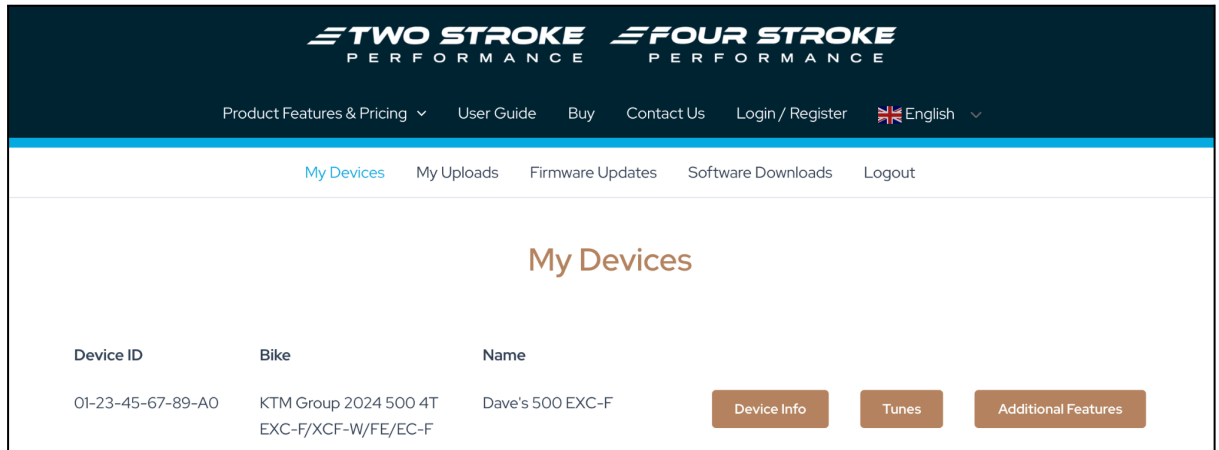 TWO STROKE PERFORMANCE
FOUR STROKE PERFORMANCE
Product Features & Pricing User Guide Buy Contact Us Login / Register English
My Devices My Uploads Firmware Updates Software Downloads Logout
My Devices
Device ID Bike Name
01-23-45-67-89-A0 KTM Group 2024 500 4T Dave's 500 EXC-F Device Info Tunes Additional Features
EXC-F/XCF-W/FE/EC-F